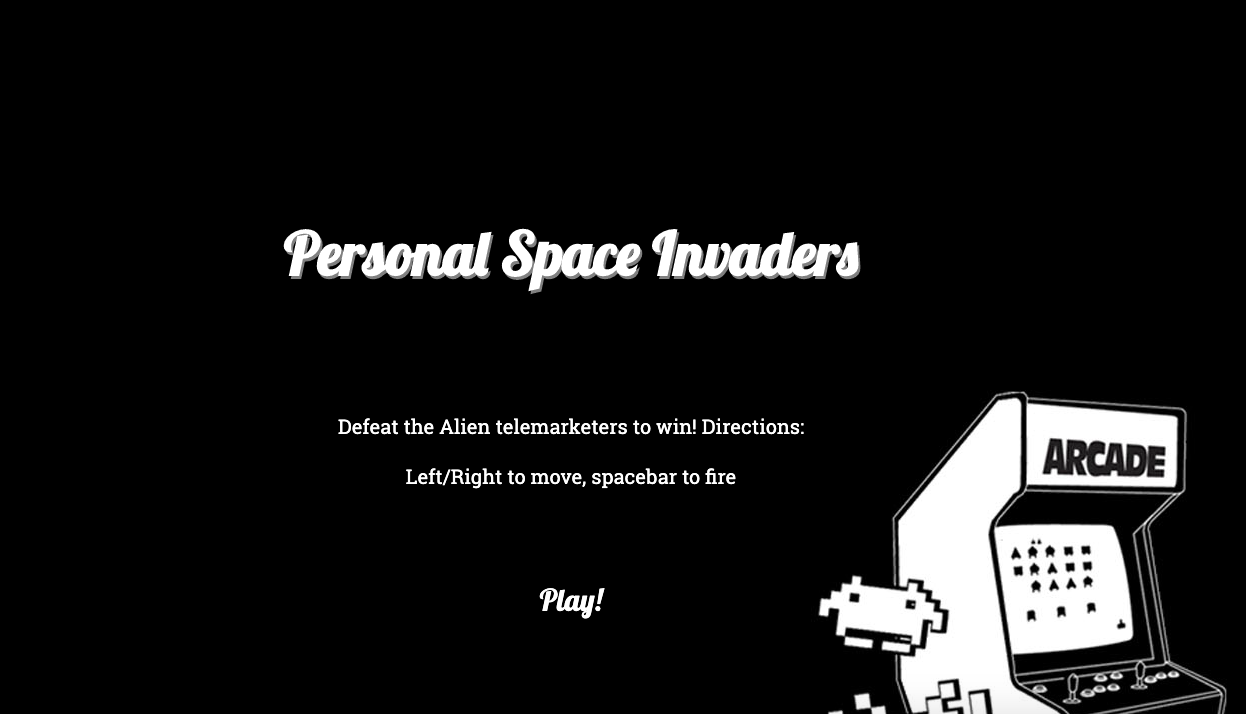 Personal Space Invaders
Defeat the Alien telemarketers to win! Directions:
Left/Right to move, spacebar to fire
ARCADE
Play!